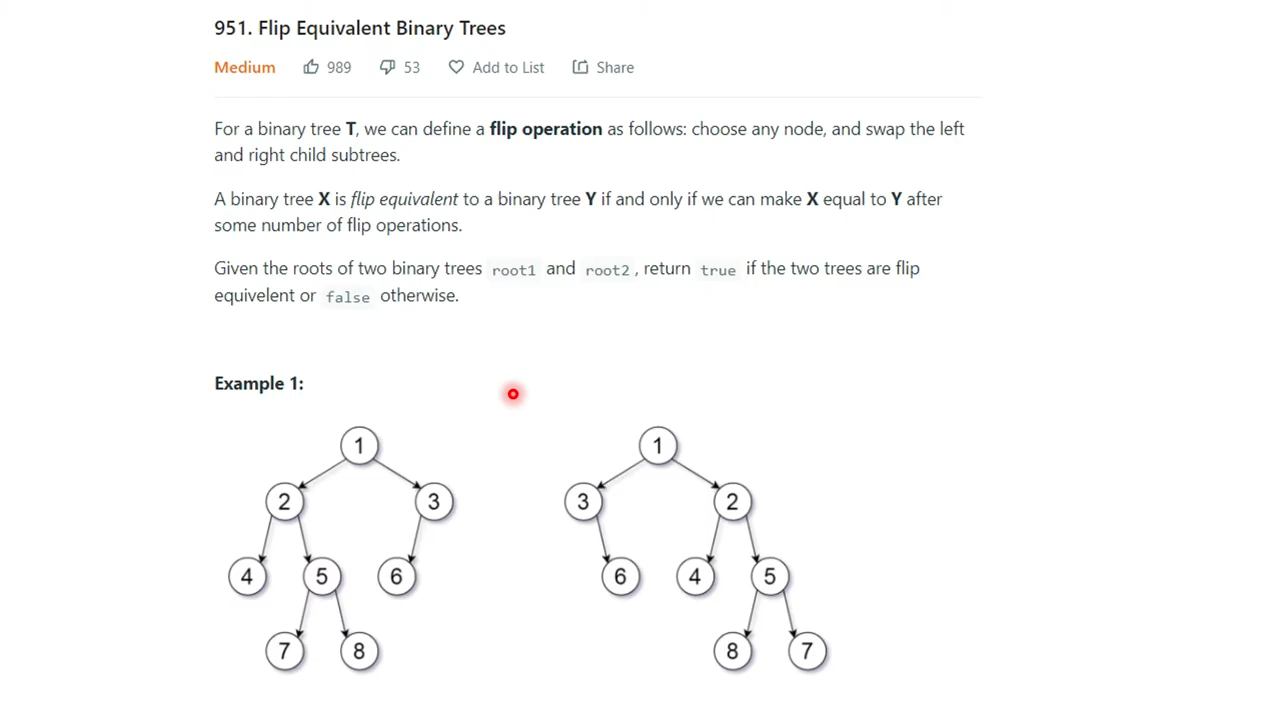 951. Flip Equivalent Binary Trees
Medium 989 53 Add to List Share
For a binary tree T, we can define a flip operation as follows: choose any node, and swap the left
and right child subtrees.
A binary tree X is flip equivalent to a binary tree Y if and only if we can make X equal to Y after
some number of flip operations.
Given the roots of two binary trees root1 and root2, return true if the two trees are flip
equivelent or false otherwise.
Example 1:
1 1
2 3 3 2
4 5 6 6 4 5
7 8 8 7